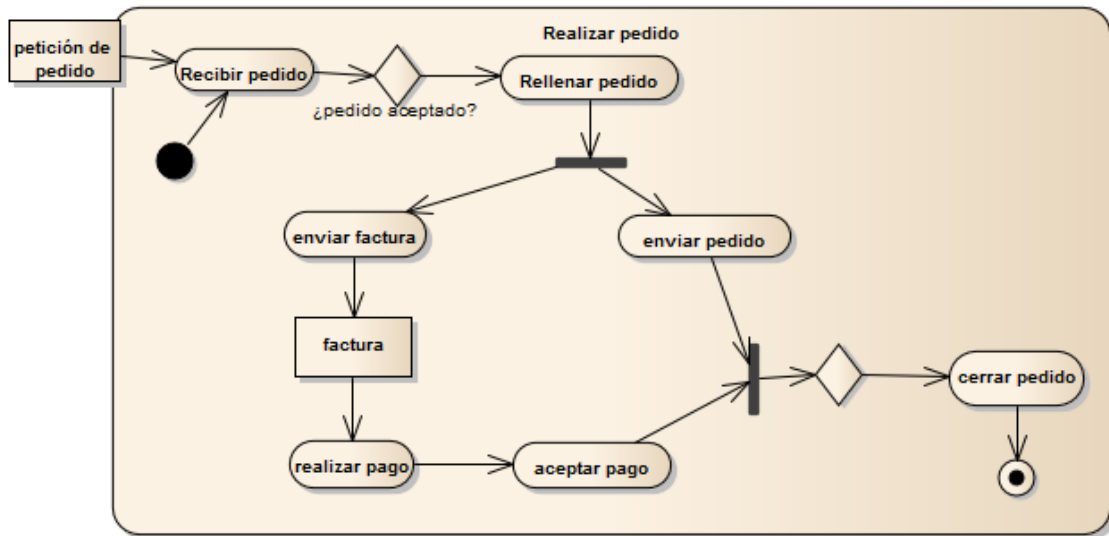 Realizar pedido
petición de
pedido
Recibir pedido
¿pedido aceptado?
Rellenar pedido
enviar factura
enviar pedido
factura
cerrar pedido
realizar pago
aceptar pago